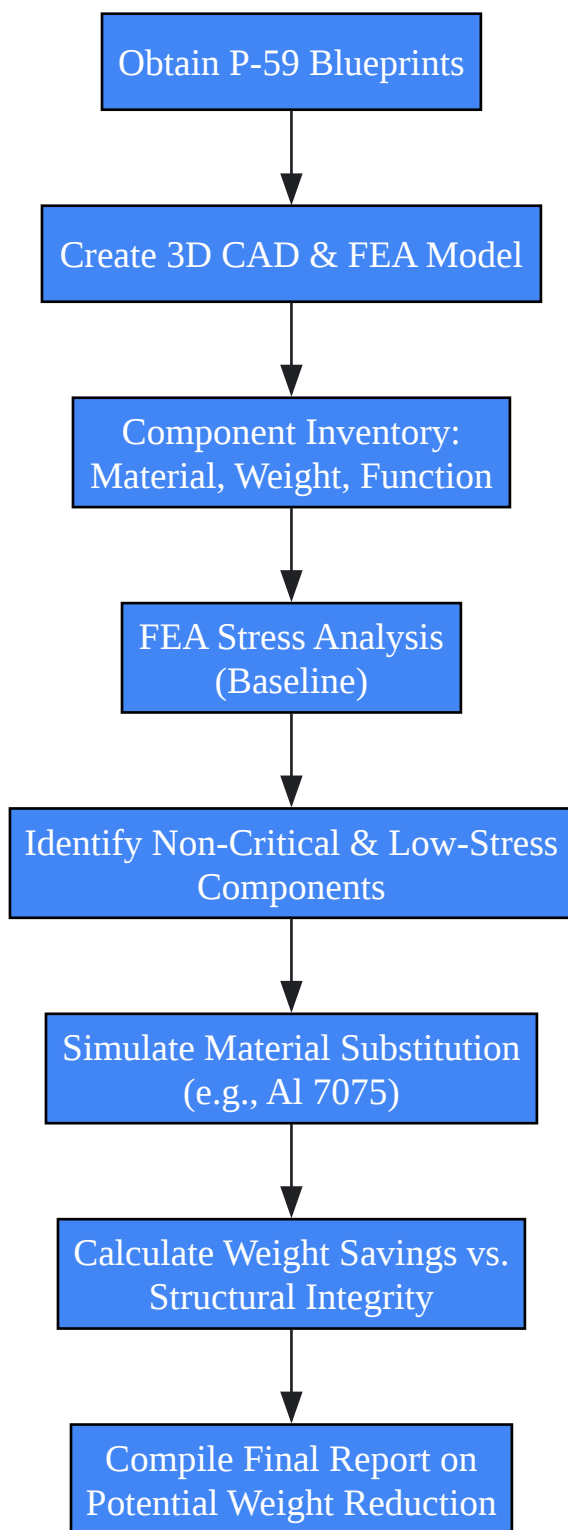 Obtain P-59 Blueprints
Create 3D CAD & FEA Model
Component Inventory:
Material, Weight, Function
FEA Stress Analysis
(Baseline)
Identify Non-Critical & Low-Stress
Components
Simulate Material Substitution
(e.g., Al 7075)
Calculate Weight Savings vs.
Structural Integrity
Compile Final Report on
Potential Weight Reduction